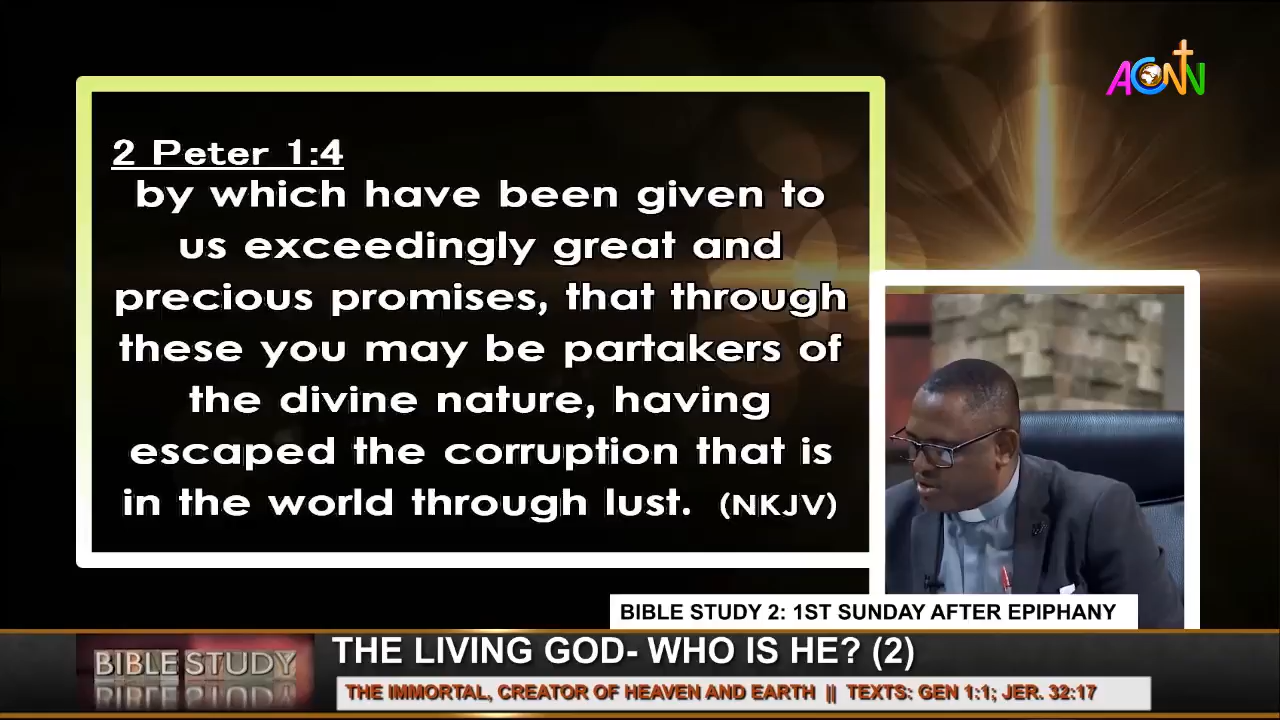 ACNN
2 Peter 1:4
by which have been given to
us exceedingly great and
precious promises, that through
these you may be partakers of
the divine nature, having
escaped the corruption that is
in the world through lust. (NKJV)
BIBLE STUDY 2: 1ST SUNDAY AFTER EPIPHANY
BIBLE STUDY
THE LIVING GOD- WHO IS HE? (2)
THE IMMORTAL, CREATOR OF HEAVEN AND EARTH || TEXTS: GEN 1:1; JER. 32:17